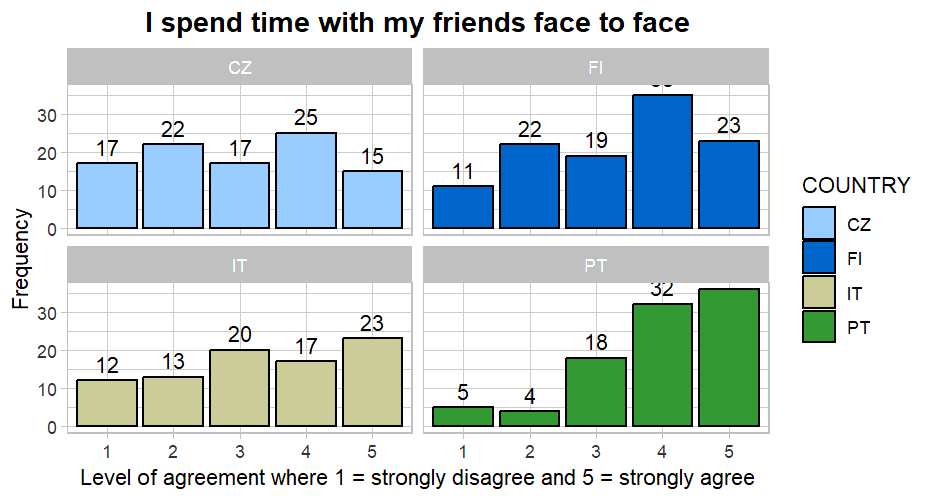 I spend time with my friends face to face
CZ FI
17 22 17 25 15
11 22 19 23
30
20
10
0
IT PT
12 13 20 17 23
5 4 18 32
30
20
10
0
1 2 3 4 5 1 2 3 4 5
Frequency
Level of agreement where 1 = strongly disagree and 5 = strongly agree
COUNTRY
CZ
FI
IT
PT